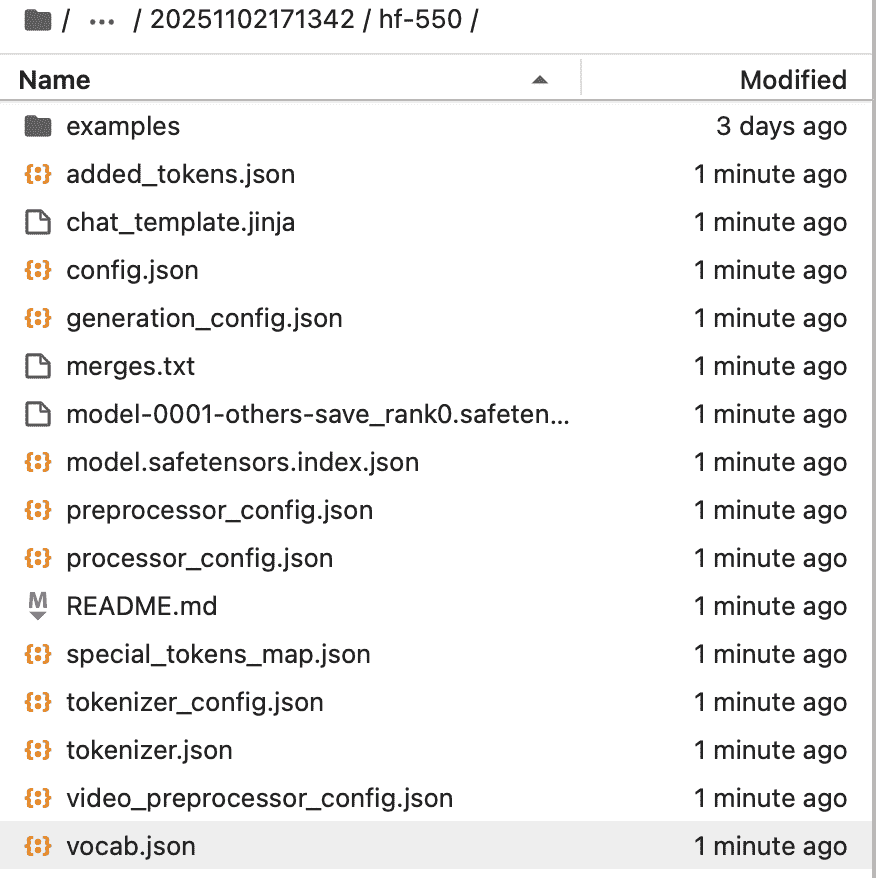 / ··· / 20251102171342 / hf-550 /
Name Modified
examples 3 days ago
added_tokens.json 1 minute ago
chat_template.jinja 1 minute ago
config.json 1 minute ago
generation_config.json 1 minute ago
merges.txt 1 minute ago
model-0001-others-save_rank0.safeten... 1 minute ago
model.safetensors.index.json 1 minute ago
preprocessor_config.json 1 minute ago
processor_config.json 1 minute ago
README.md 1 minute ago
special_tokens_map.json 1 minute ago
tokenizer_config.json 1 minute ago
tokenizer.json 1 minute ago
video_preprocessor_config.json 1 minute ago
vocab.json 1 minute ago